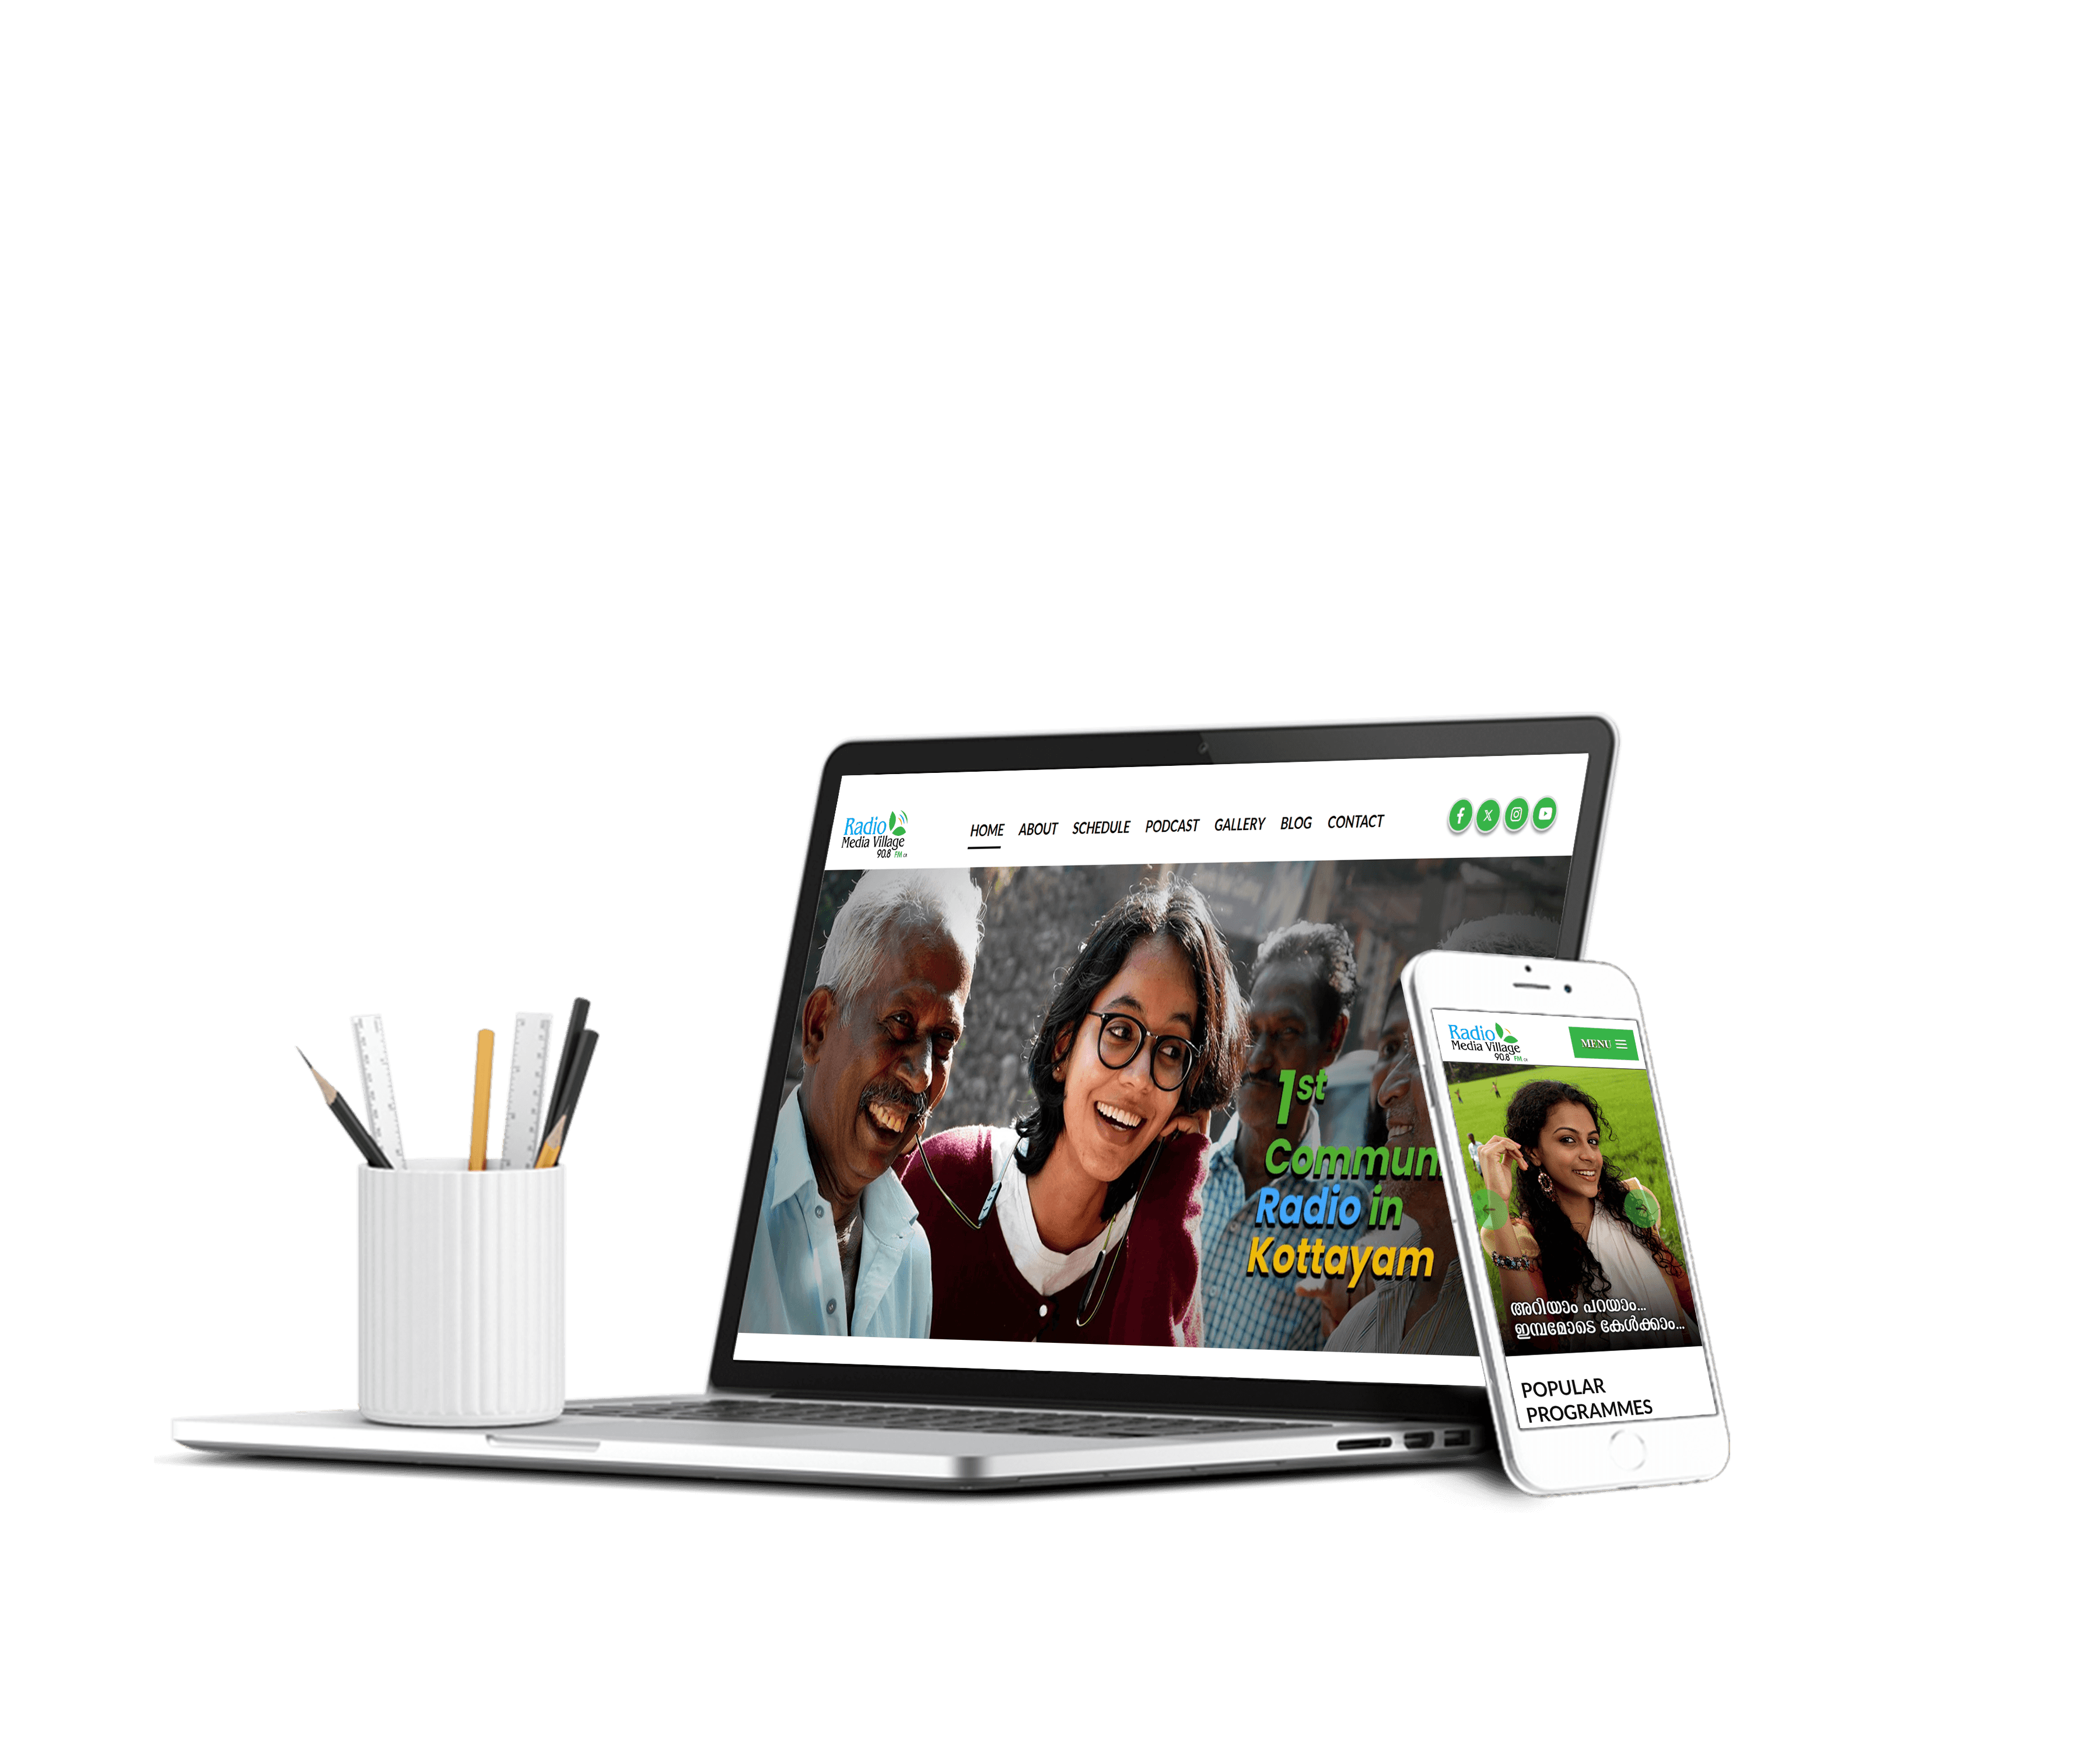 Radio
Media Village
90.8 FM
HOME ABOUT SCHEDULE PODCAST GALLERY BLOG CONTACT
1st
Commun
Radio in
Kottayam
Radio
Media Village
90.8 FM
MENU
അറിയാം പറയാം...
ഇമ്പമോടെ കേൾക്കാം...
POPULAR
PROGRAMMES